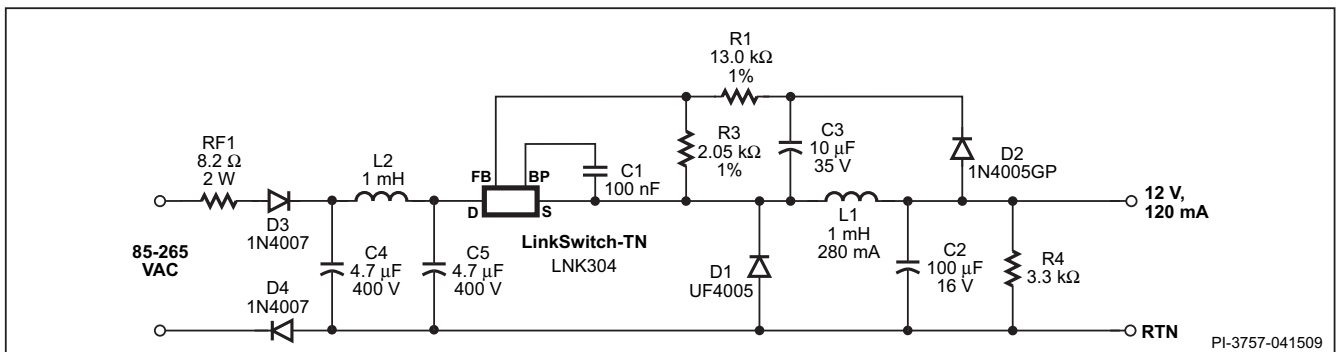 R1
13.0 kΩ
1%
RF1
8.2 Ω
2 W
L2
1 mH
FB
BP
D
S
C1
100 nF
R3
2.05 kΩ
1%
C3
10 µF
35 V
D2
1N4005GP
12 V,
120 mA
D3
1N4007
85-265
VAC
C4
4.7 µF
400 V
C5
4.7 µF
400 V
LinkSwitch-TN
LNK304
D1
UF4005
L1
1 mH
280 mA
C2
100 µF
16 V
R4
3.3 kΩ
D4
1N4007
RTN
PI-3757-041509